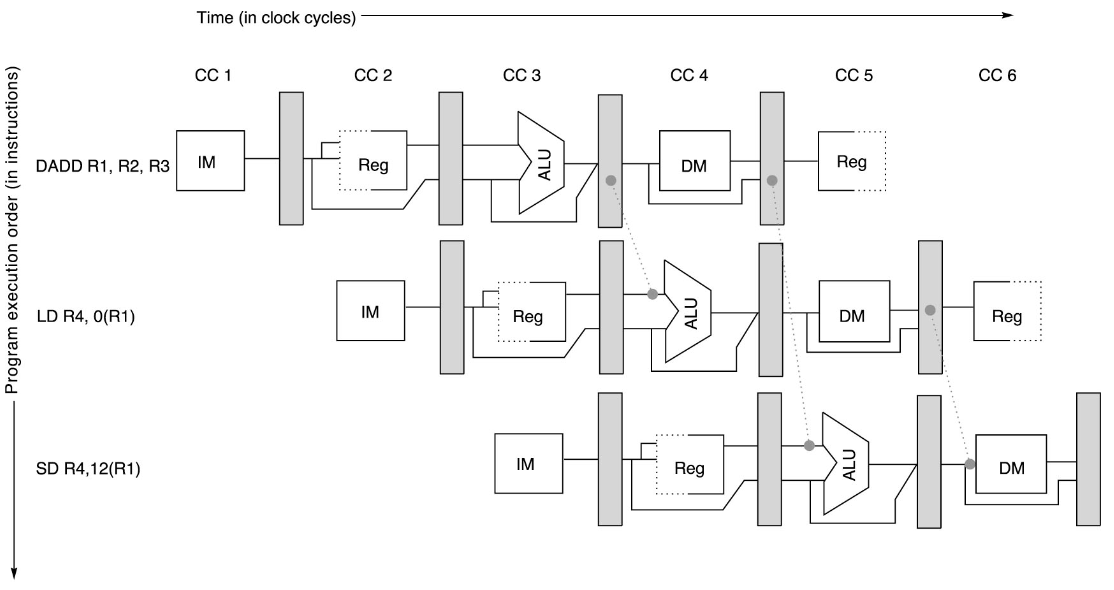 Time (in clock cycles)
CC 1 CC 2 CC 3 CC 4 CC 5 CC 6
Program execution order (in instructions)
DADD R1, R2, R3 IM Reg ALU DM Reg
LD R4, 0(R1) IM Reg ALU DM Reg
SD R4,12(R1) IM Reg ALU DM